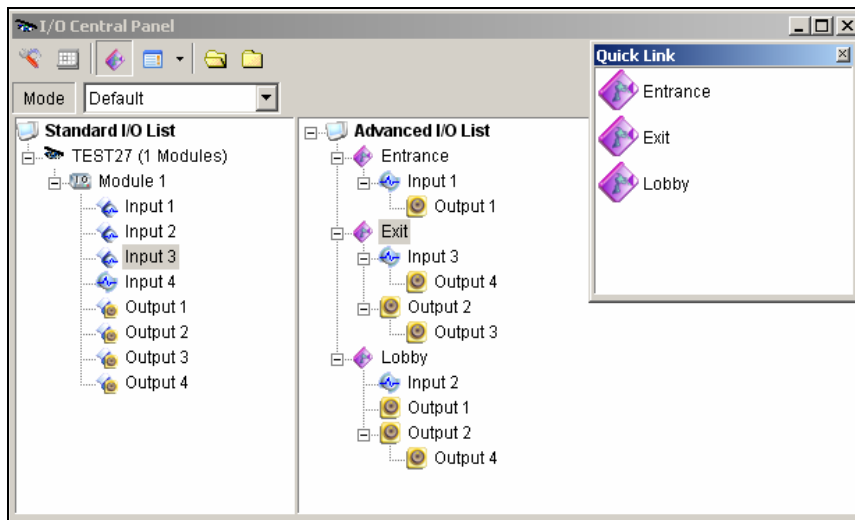 I/O Central Panel
Mode Default
Standard I/O List
TEST27 (1 Modules)
Module 1
Input 1
Input 2
Input 3
Input 4
Output 1
Output 2
Output 3
Output 4
Advanced I/O List
Entrance
Input 1
Output 1
Exit
Input 3
Output 4
Output 2
Output 3
Lobby
Input 2
Output 1
Output 2
Output 4
Quick Link
Entrance
Exit
Lobby